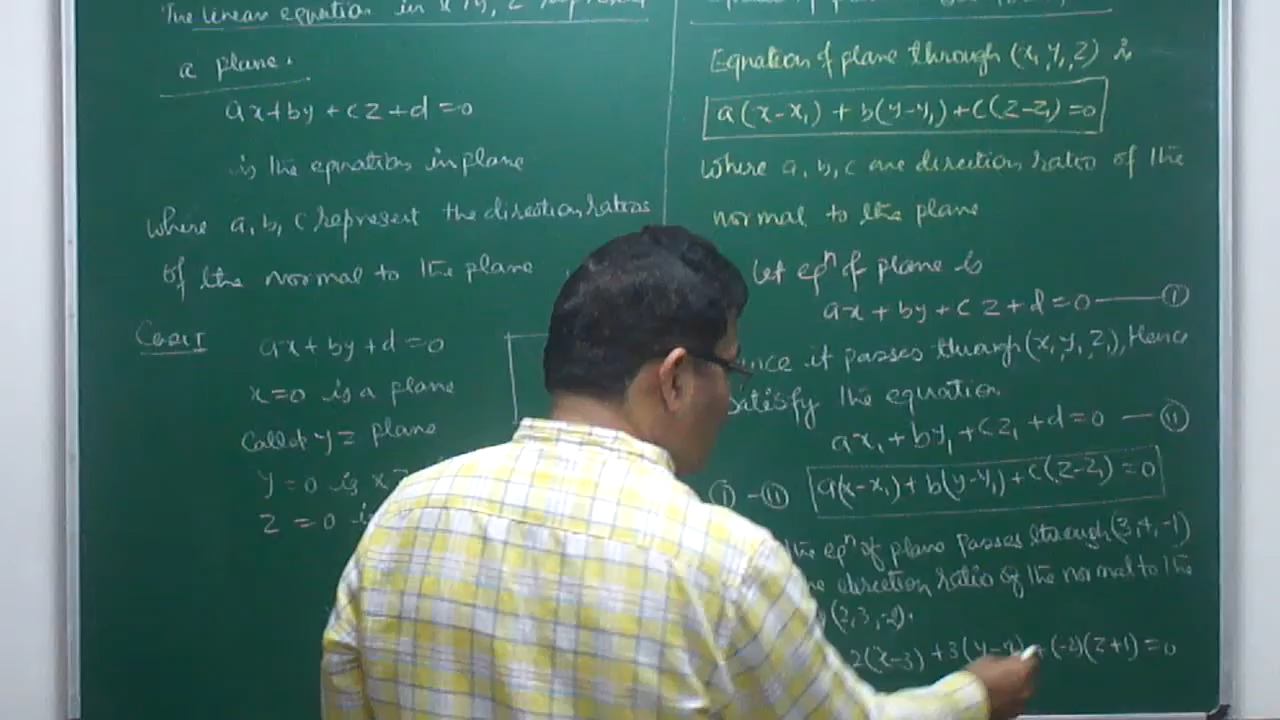 The linear equation in x, y, z represent
a plane.
ax+by+cz+d=0
is the equation in plane
where a, b, c represent the direction ratios
of the normal to the plane
Case I
ax+by+d=0
x=0 is a plane
Called yz plane
y=0 is xz
z=0
Equation of plane through (x₁, y₁, z) is
a(x-x₁)+b(y-y₁)+c(z-z₁)=0
where a, b, c are direction ratio of the
normal to the plane
Let eqⁿ of plane is
ax+by+cz+d=0 — (i)
it passes through (x₁, y₁, z₁), Hence
satisfy the equation
ax₁+by₁+cz₁+d=0 — (ii)
(i) - (ii) a(x-x₁)+b(y-y₁)+c(z-z₁)=0
the eqⁿ of plane passes through (3,4,-1)
direction ratio of the normal to the
(2,3,-2).
2(x-3)+3(y-4)+(-2)(z+1)=0